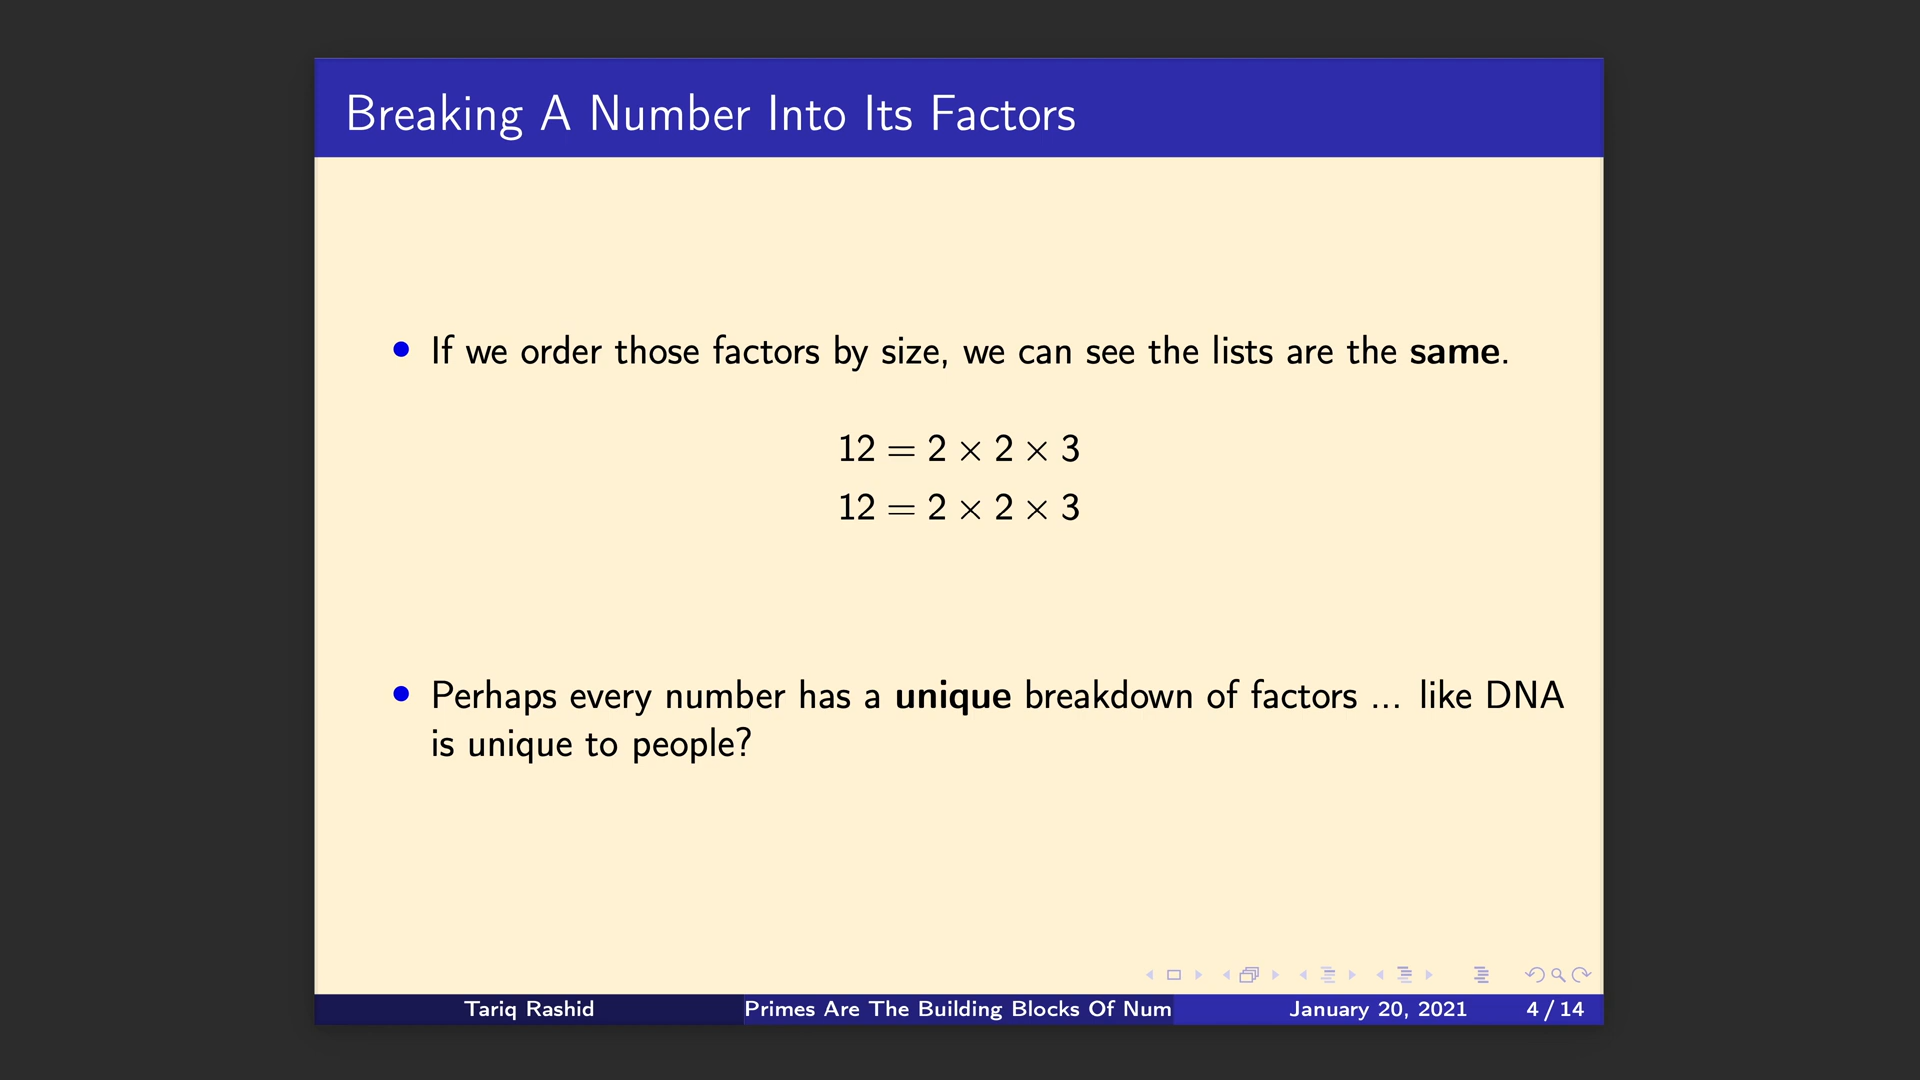 Breaking A Number Into Its Factors
• If we order those factors by size, we can see the lists are the same.
12 = 2 × 2 × 3
12 = 2 × 2 × 3
• Perhaps every number has a unique breakdown of factors ... like DNA
is unique to people?
Tariq Rashid
Primes Are The Building Blocks Of Num
January 20, 2021
4 / 14